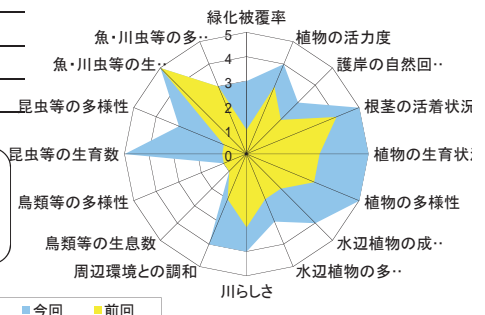 緑化被覆率
植物の活力度
護岸の自然回‥
根茎の活着状況
植物の生育状
植物の多様性
水辺植物の成‥
水辺植物の多‥
川らしさ
周辺環境との調和
鳥類等の生息数
鳥類等の多様性
昆虫等の生育数
昆虫等の多様性
魚・川虫等の生‥
魚・川虫等の多‥
5
4
3
2
1
0
今回 前回